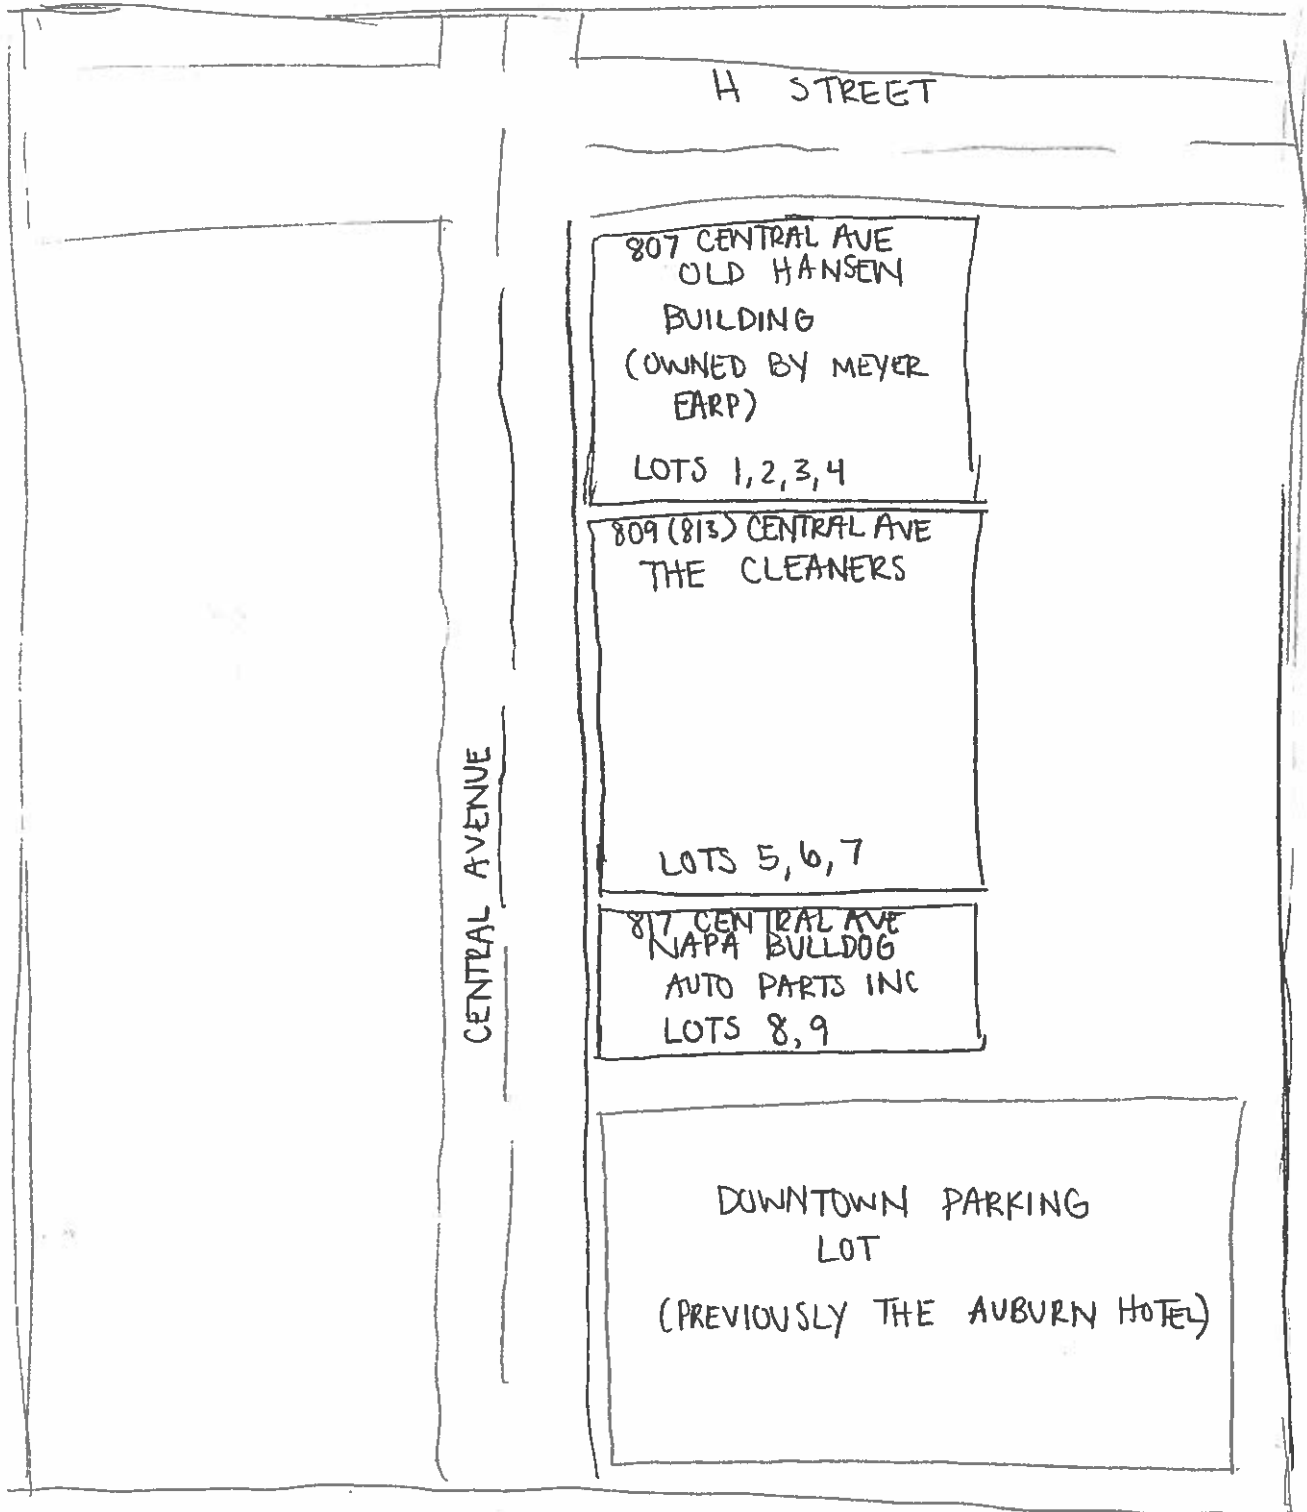 H STREET
807 CENTRAL AVE
OLD HANSEN
BUILDING
(OWNED BY MEYER
EARP)
LOTS 1,2,3,4
809 (813) CENTRAL AVE
THE CLEANERS
LOTS 5,6,7
CENTRAL AVENUE
817 CENTRAL AVE
NAPA BULLDOG
AUTO PARTS INC
LOTS 8,9
DOWNTOWN PARKING
LOT
(PREVIOUSLY THE AUBURN HOTEL)